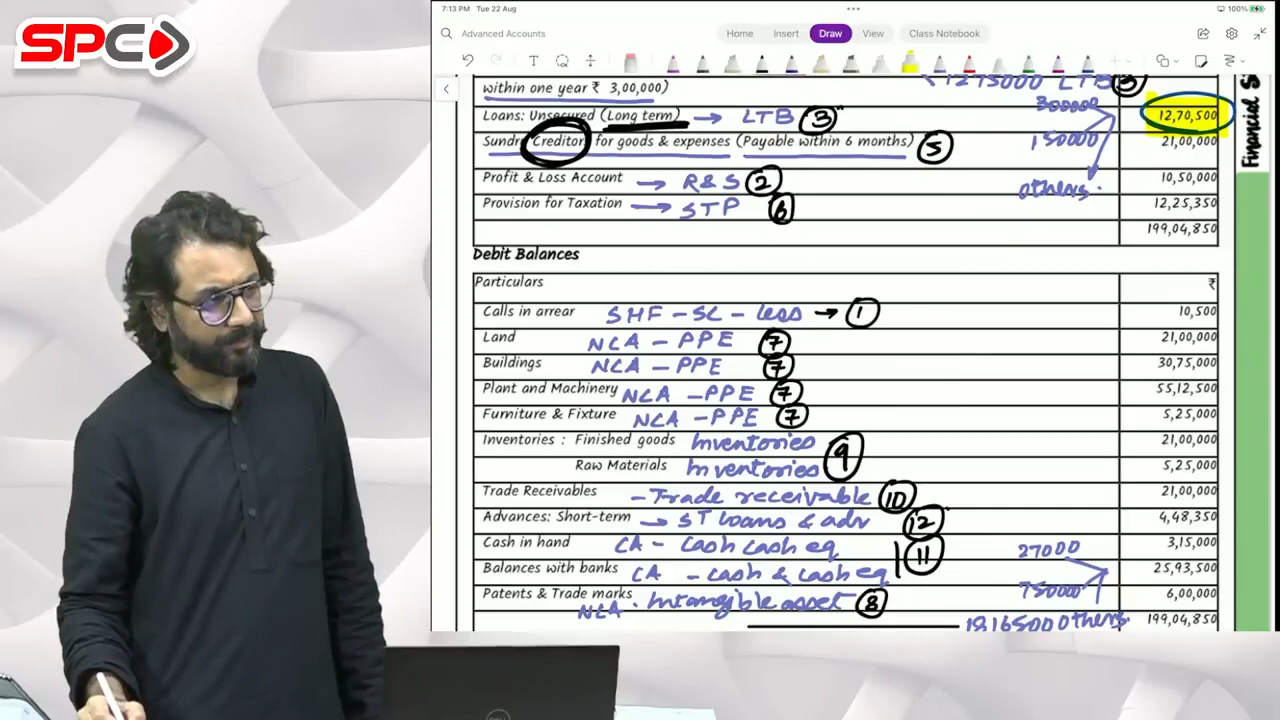 SPC
7:13 PM Tue 22 Aug
100%
Advanced Accounts
Home Insert Draw View Class Notebook
1275000 LTB
within one year ₹ 3,00,000)
300000
Loans: Unsecured (Long term) → LTB 3 12,70,500
Sundry Creditors for goods & expenses (Payable within 6 months) 5 150000 21,00,000
Profit & Loss Account → R&S 2 others. 10,50,000
Provision for Taxation → STP 6 12,25,350
199,04,850
Debit Balances
Particulars ₹
Calls in arrear SHF - SC - less → 1 10,500
Land NCA - PPE 7 21,00,000
Buildings NCA - PPE 7 30,75,000
Plant and Machinery NCA - PPE 7 55,12,500
Furniture & Fixture NCA - PPE 7 5,25,000
Inventories : Finished goods Inventories 9 21,00,000
Raw Materials Inventories 5,25,000
Trade Receivables - Trade receivable 10 21,00,000
Advances: Short-term → ST loans & adv 12 4,48,350
Cash in hand CA - Cash cash eq 11 27000 3,15,000
Balances with banks CA - cash & cash eq 750000 25,93,500
Patents & Trade marks NCA. Intangible asset 8 6,00,000
others. 199,04,850
Financial S
DELL